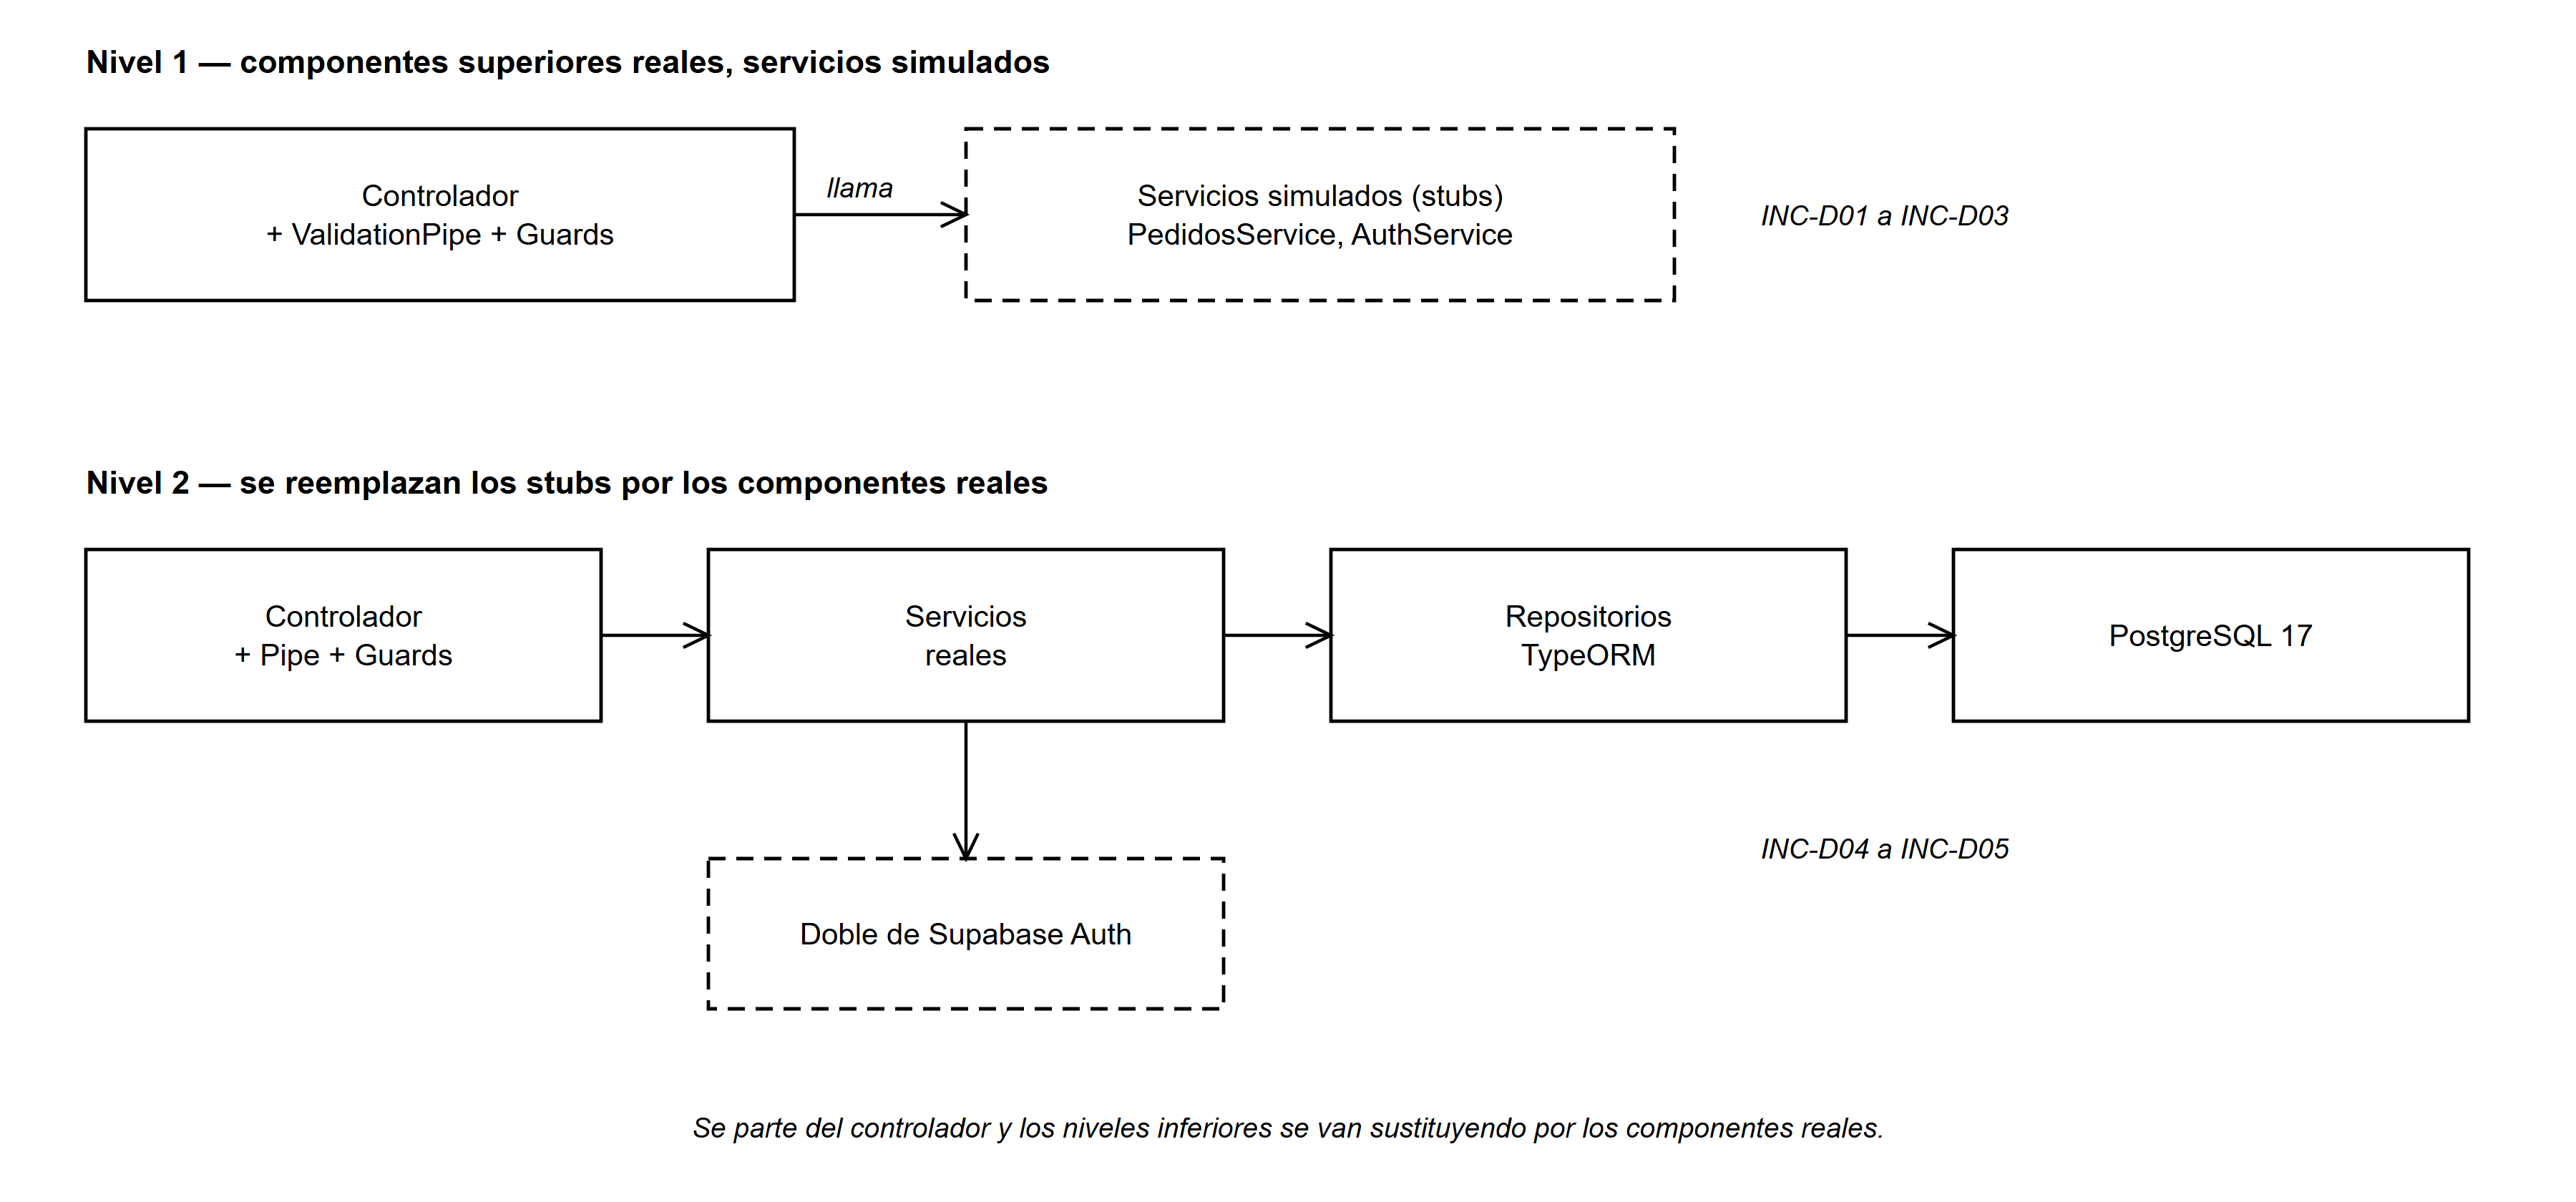 Nivel 1 — componentes superiores reales, servicios simulados
Controlador
+ ValidationPipe + Guards
llama
Servicios simulados (stubs)
PedidosService, AuthService
INC-D01 a INC-D03
Nivel 2 — se reemplazan los stubs por los componentes reales
Controlador
+ Pipe + Guards
Servicios
reales
Repositorios
TypeORM
PostgreSQL 17
INC-D04 a INC-D05
Doble de Supabase Auth
Se parte del controlador y los niveles inferiores se van sustituyendo por los componentes reales.